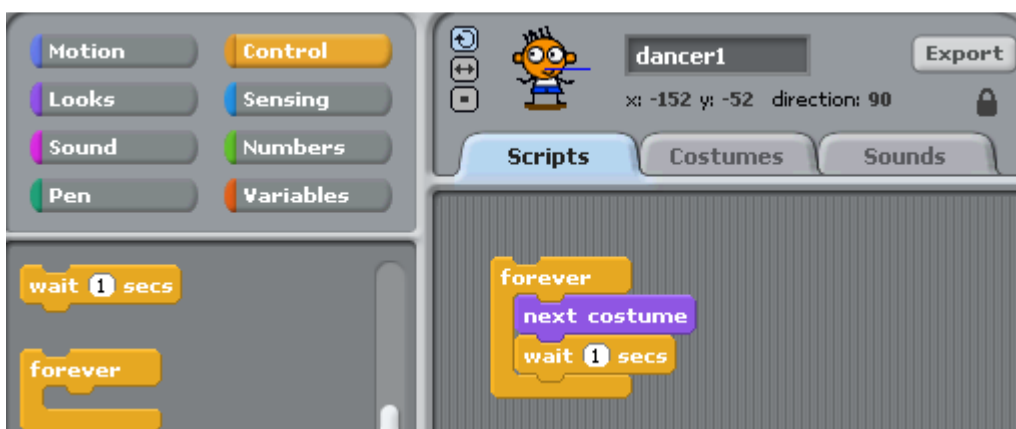 Motion
Control
Looks
Sensing
Sound
Numbers
Pen
Variables
wait 1 secs
forever
dancer1
Export
x: -152 y: -52 direction: 90
Scripts
Costumes
Sounds
forever
next costume
wait 1 secs